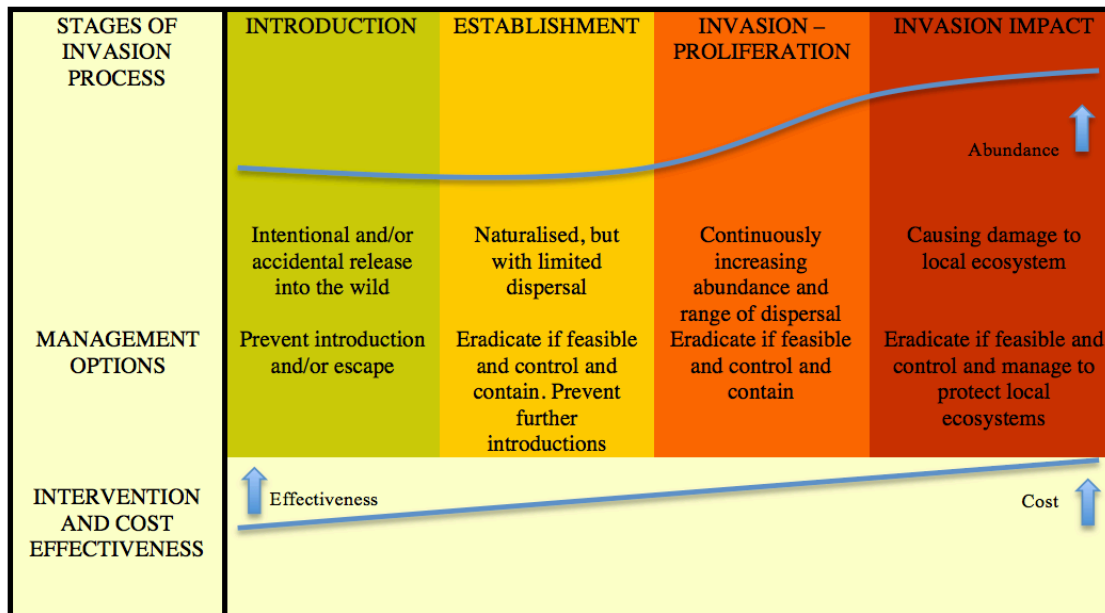 STAGES OF
INVASION
PROCESS
INTRODUCTION
ESTABLISHMENT
INVASION –
PROLIFERATION
INVASION IMPACT
Abundance
Intentional and/or
accidental release
into the wild
Naturalised, but
with limited
dispersal
Continuously
increasing
abundance and
range of dispersal
Causing damage to
local ecosystem
MANAGEMENT
OPTIONS
Prevent introduction
and/or escape
Eradicate if feasible
and control and
contain. Prevent
further
introductions
Eradicate if feasible
and control and
contain
Eradicate if feasible and
control and manage to
protect local
ecosystems
INTERVENTION
AND COST
EFFECTIVENESS
Effectiveness
Cost